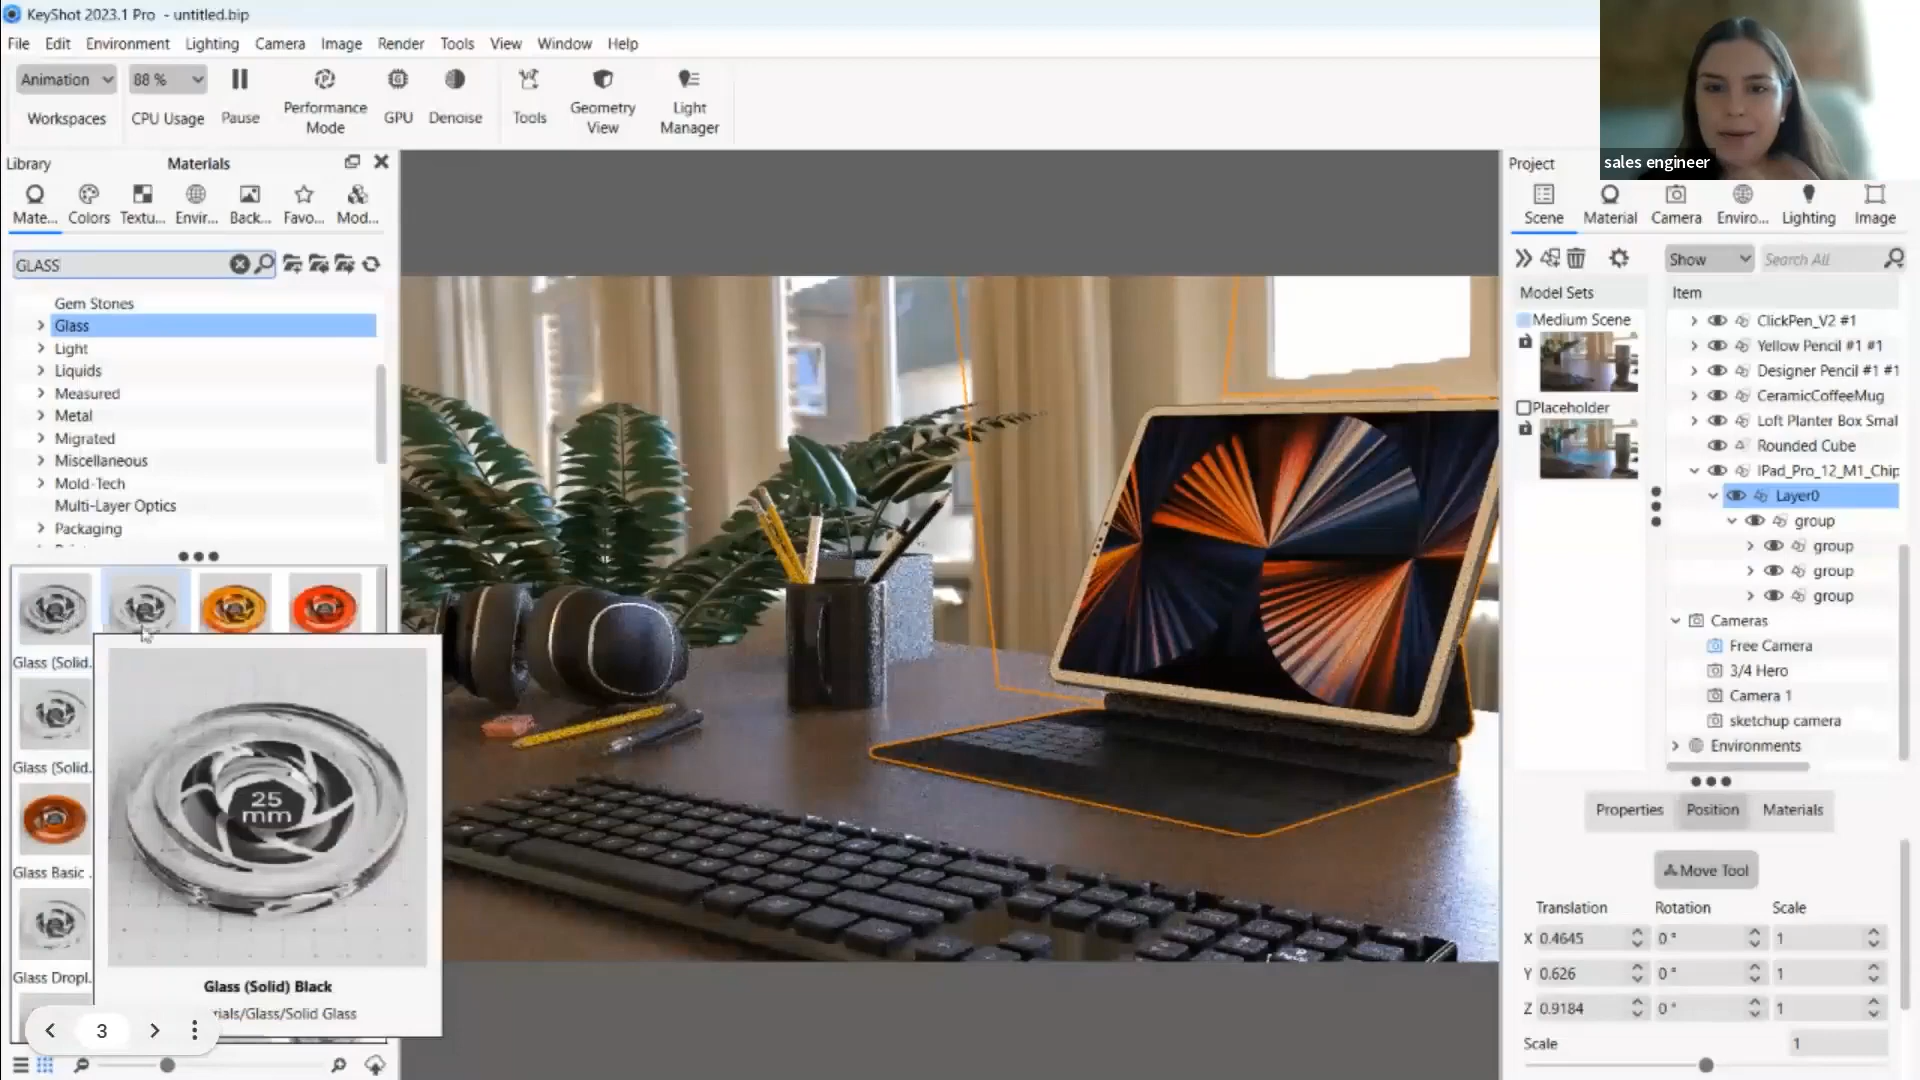 KeyShot 2023.1 Pro - untitled.bip
File Edit Environment Lighting Camera Image Render Tools View Window Help
Animation 88 %
Workspaces CPU Usage Pause Performance Mode GPU Denoise Tools Geometry View Light Manager
sales engineer
Library Materials
Mate... Colors Textu... Envir... Back... Favo... Mod...
GLASS
Gem Stones
Glass
Light
Liquids
Measured
Metal
Migrated
Miscellaneous
Mold-Tech
Multi-Layer Optics
Packaging
Glass (Solid...
Glass (Solid...
Glass Basic ...
Glass Dropl...
25
mm
Glass (Solid) Black
rials/Glass/Solid Glass
3
Project
Scene Material Camera Enviro... Lighting Image
Show Search All
Model Sets
Medium Scene
Placeholder
Item
ClickPen_V2 #1
Yellow Pencil #1 #1
Designer Pencil #1 #1
CeramicCoffeeMug
Loft Planter Box Smal
Rounded Cube
IPad_Pro_12_M1_Chip
Layer0
group
group
group
group
Cameras
Free Camera
3/4 Hero
Camera 1
sketchup camera
Environments
Properties Position Materials
Move Tool
Translation Rotation Scale
X 0.4645 0 ° 1
Y 0.626 0 ° 1
Z 0.9184 0 ° 1
Scale 1